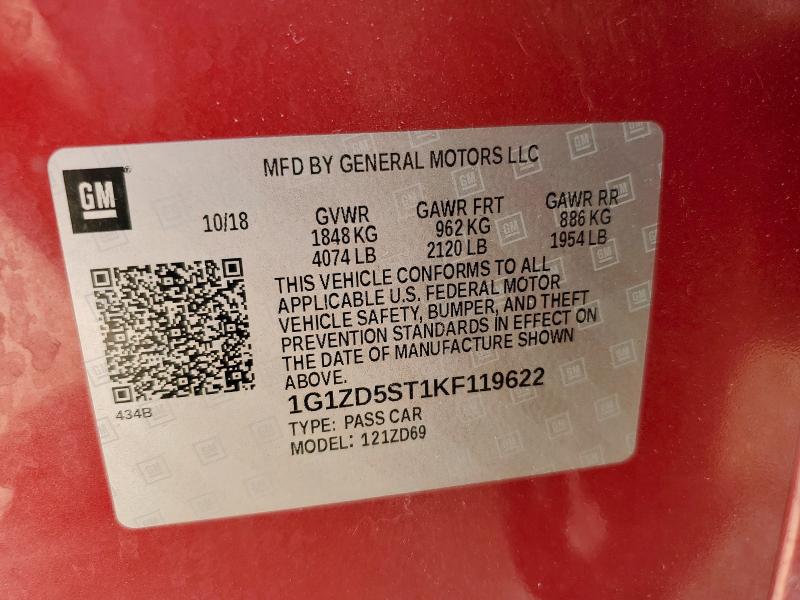 MFD BY GENERAL MOTORS LLC
GM
10/18
GVWR
1848 KG
4074 LB
GAWR FRT
962 KG
2120 LB
GAWR RR
886 KG
1954 LB
THIS VEHICLE CONFORMS TO ALL
APPLICABLE U.S. FEDERAL MOTOR
VEHICLE SAFETY, BUMPER, AND THEFT
PREVENTION STANDARDS IN EFFECT ON
THE DATE OF MANUFACTURE SHOWN
ABOVE.
1G1ZD5ST1KF119622
434B
TYPE: PASS CAR
MODEL: 121ZD69